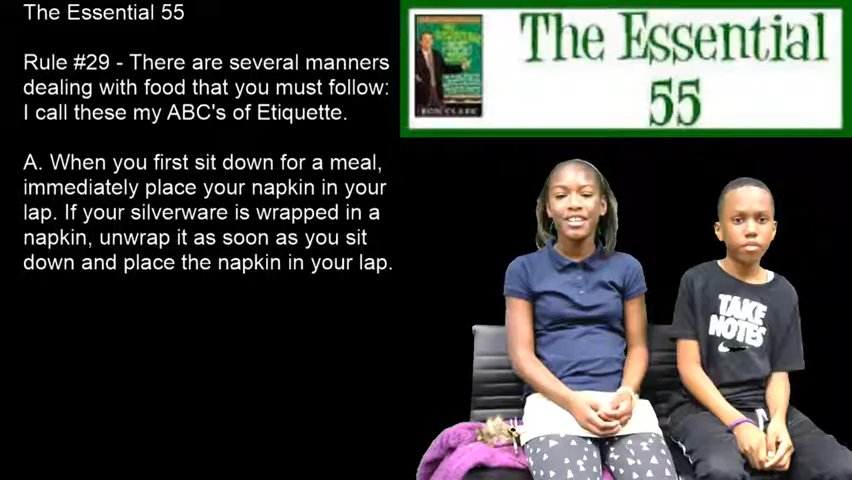 The Essential 55
Rule #29 - There are several manners
dealing with food that you must follow:
I call these my ABC's of Etiquette.
A. When you first sit down for a meal,
immediately place your napkin in your
lap. If your silverware is wrapped in a
napkin, unwrap it as soon as you sit
down and place the napkin in your lap.
The Essential
55
RON CLARK
TAKE
NOTES